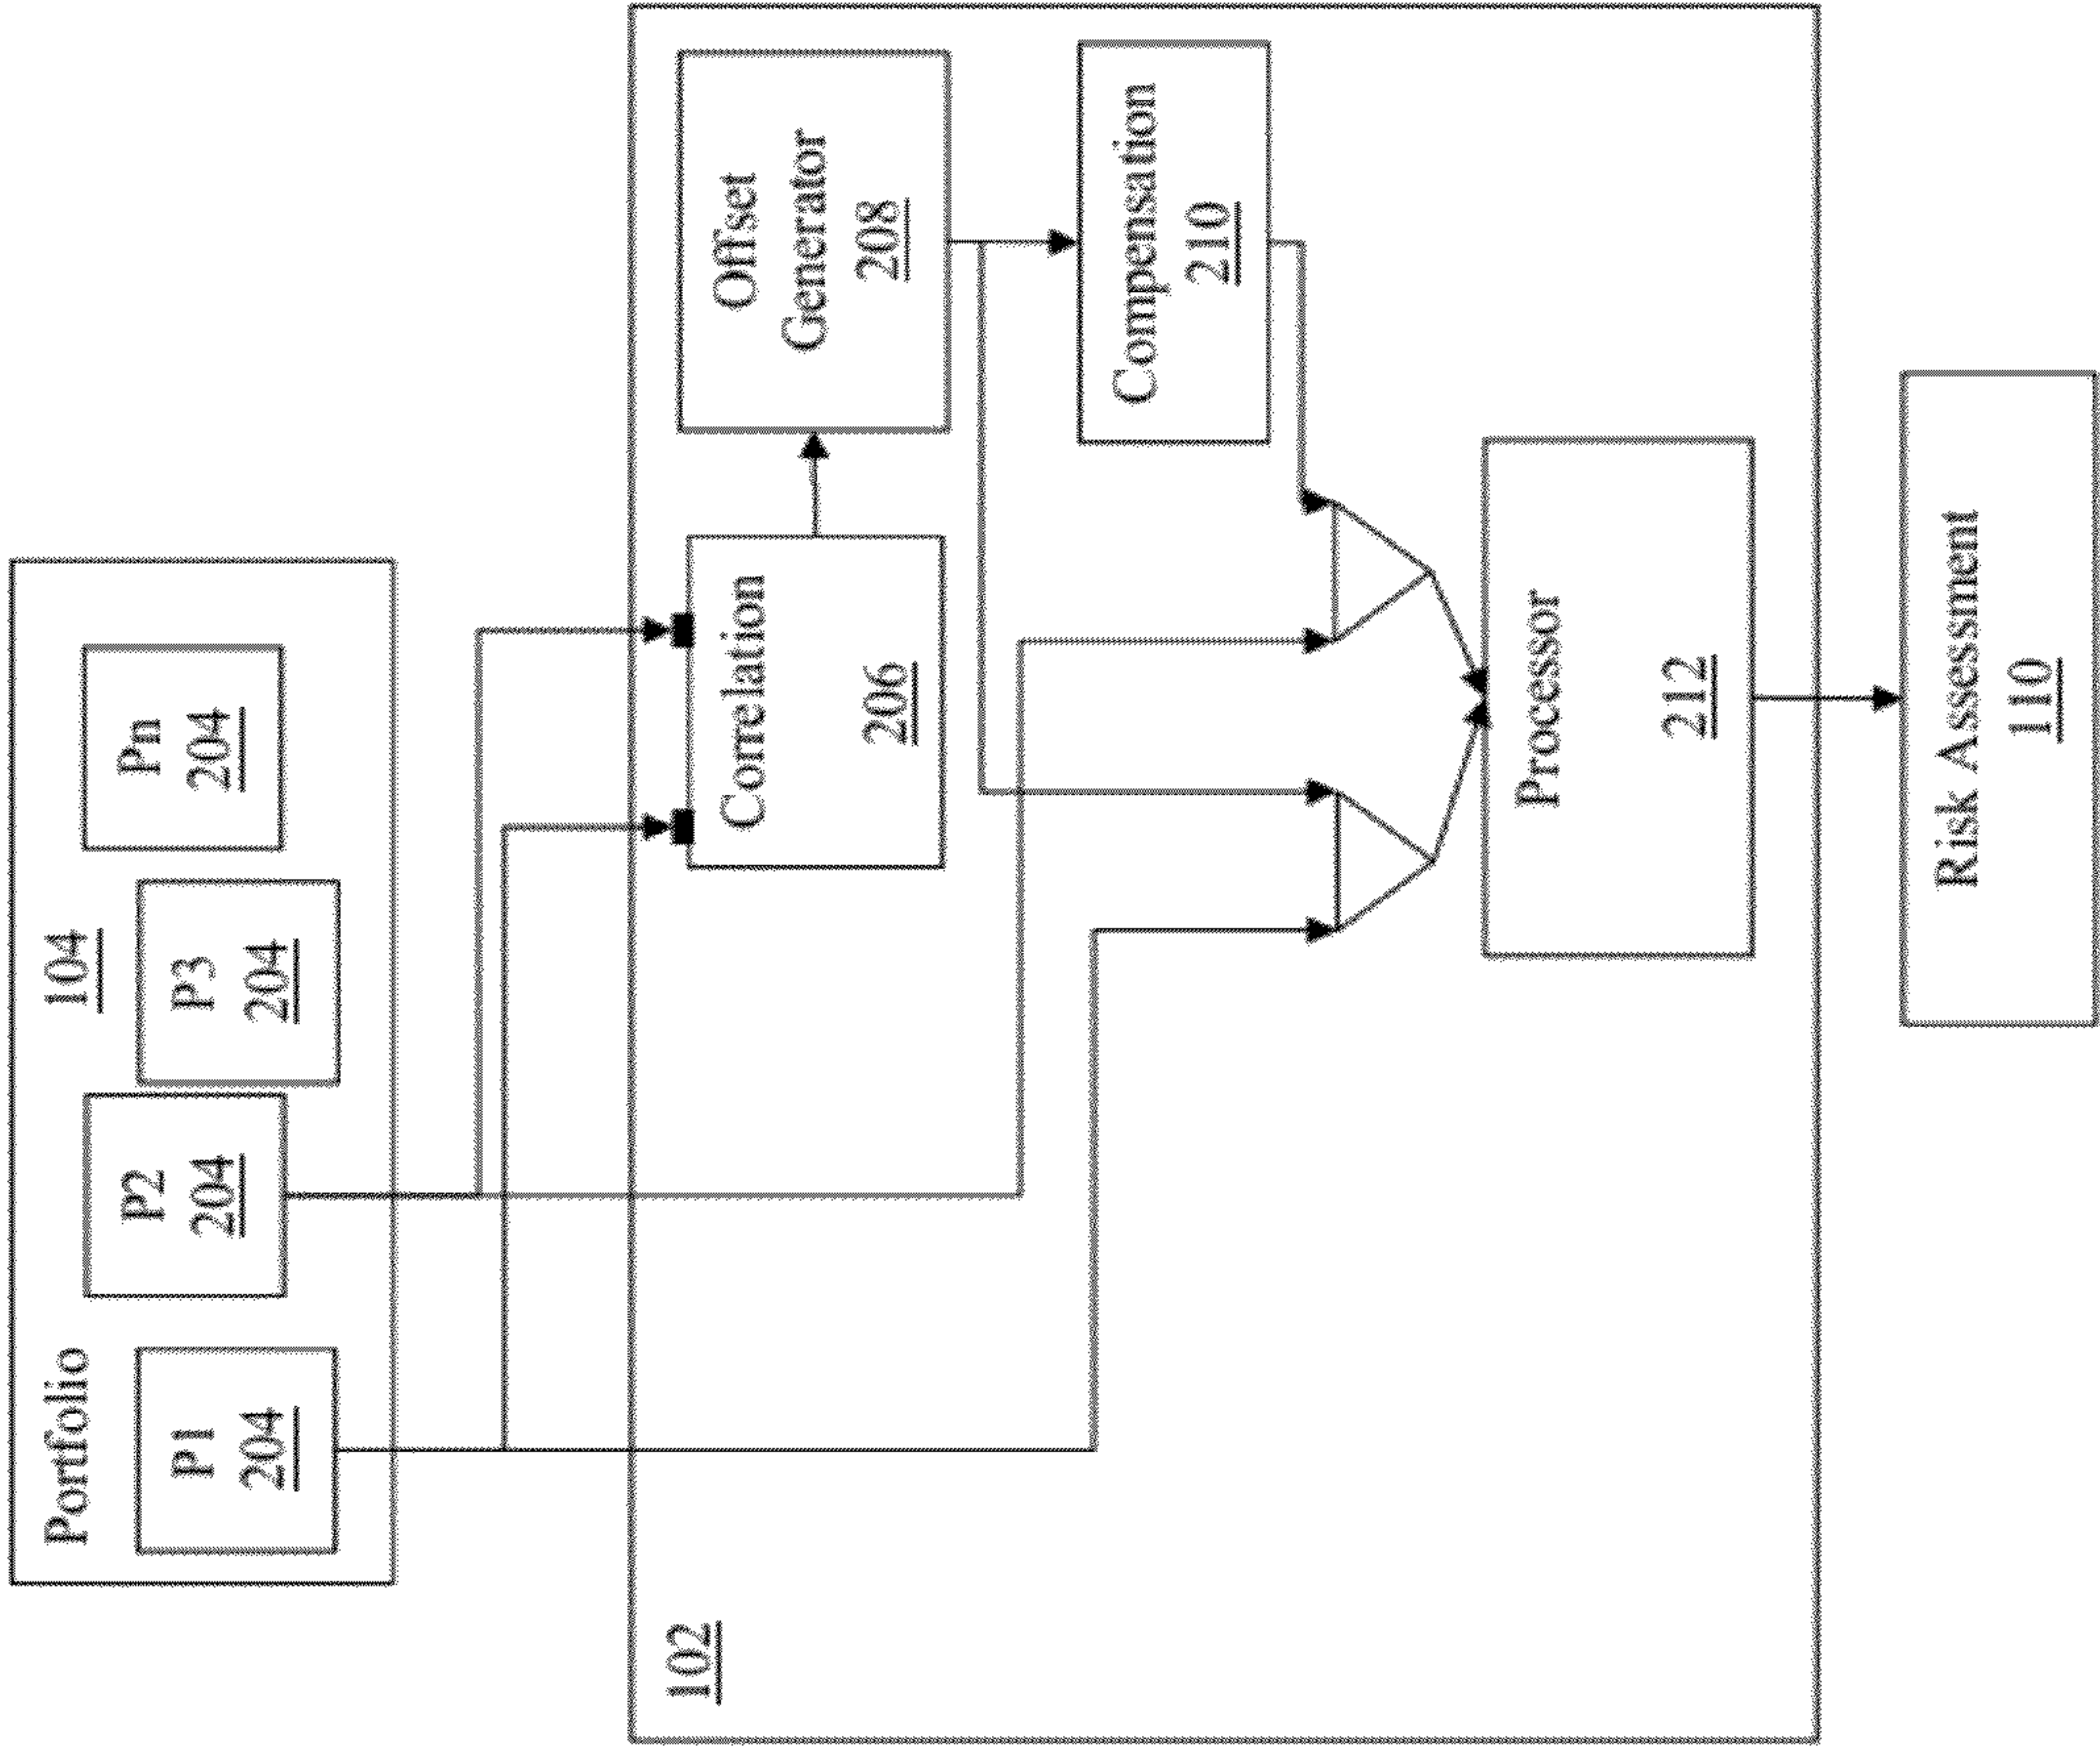 Portfolio
104
P1
204
P2
204
P3
204
Pn
204
102
Correlation
206
Offset
Generator
208
Compensation
210
Processor
212
Risk Assessment
110